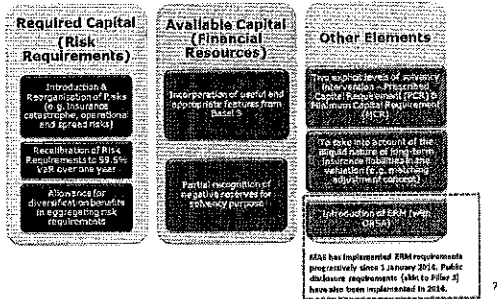 Required Capital
(Risk
Requirements)
Introduction &
Reorganisation of Risks
(e.g. Insurance
catastrophe, operational
and spread risks)
Recalibration of Risk
Requirements to 99.5%
VaR over one year
Allowance for
diversification benefits
in aggregating risk
requirements
Available Capital
(Financial
Resources)
Incorporation of useful and
appropriate features from
Basel 3
Partial recognition of
negative reserves for
solvency purpose
Other Elements
Two explicit levels of solvency
intervention – Prescribed
Capital Requirement (PCR) &
Minimum Capital Requirement
(MCR)
To take into account of the
illiquid nature of long-term
insurance liabilities in the
valuation (e.g. matching
adjustment concept)
Introduction of ERM (with
ORSA)
MAS has implemented ERM requirements
progressively since 1 January 2014. Public
disclosure requirements (akin to Pillar 3)
have also been implemented in 2014.
7